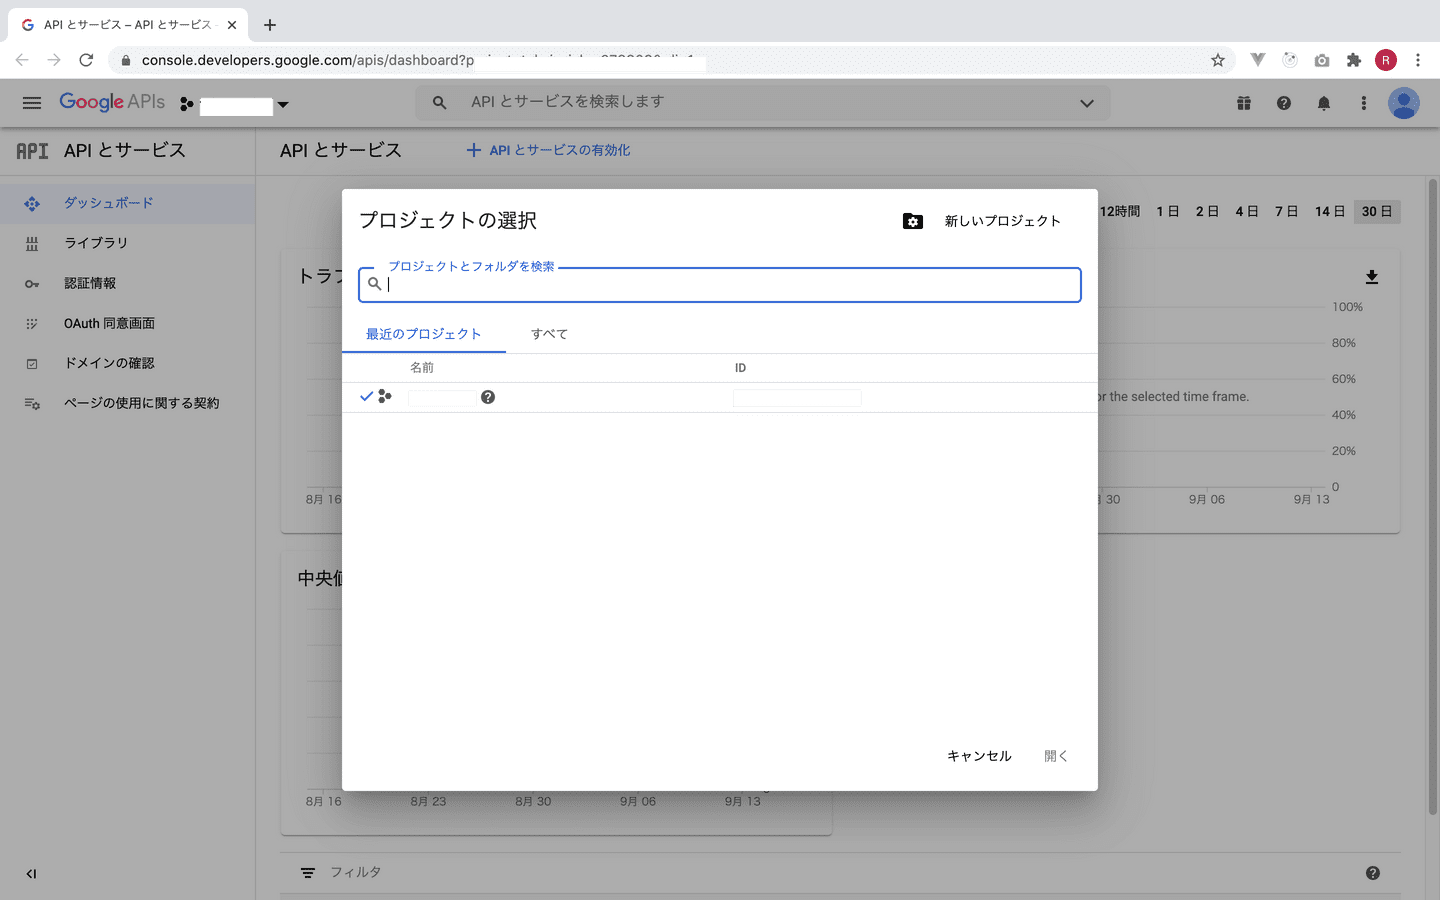 API とサービス – API とサービス
console.developers.google.com/apis/dashboard?p
Google APIs
API とサービスを検索します
R
API API とサービス
API とサービス
API とサービスの有効化
ダッシュボード
ライブラリ
認証情報
OAuth 同意画面
ドメインの確認
ページの使用に関する契約
12時間 1 日 2 日 4 日 7 日 14 日 30 日
プロジェクトの選択
新しいプロジェクト
プロジェクトとフォルダを検索
最近のプロジェクト すべて
名前 ID
トラフ
100%
80%
60%
or the selected time frame.
40%
20%
0
8月 16 30 9月 06 9月 13
中央値
キャンセル 開く
8月 16 8月 23 8月 30 9月 06 9月 13
フィルタ